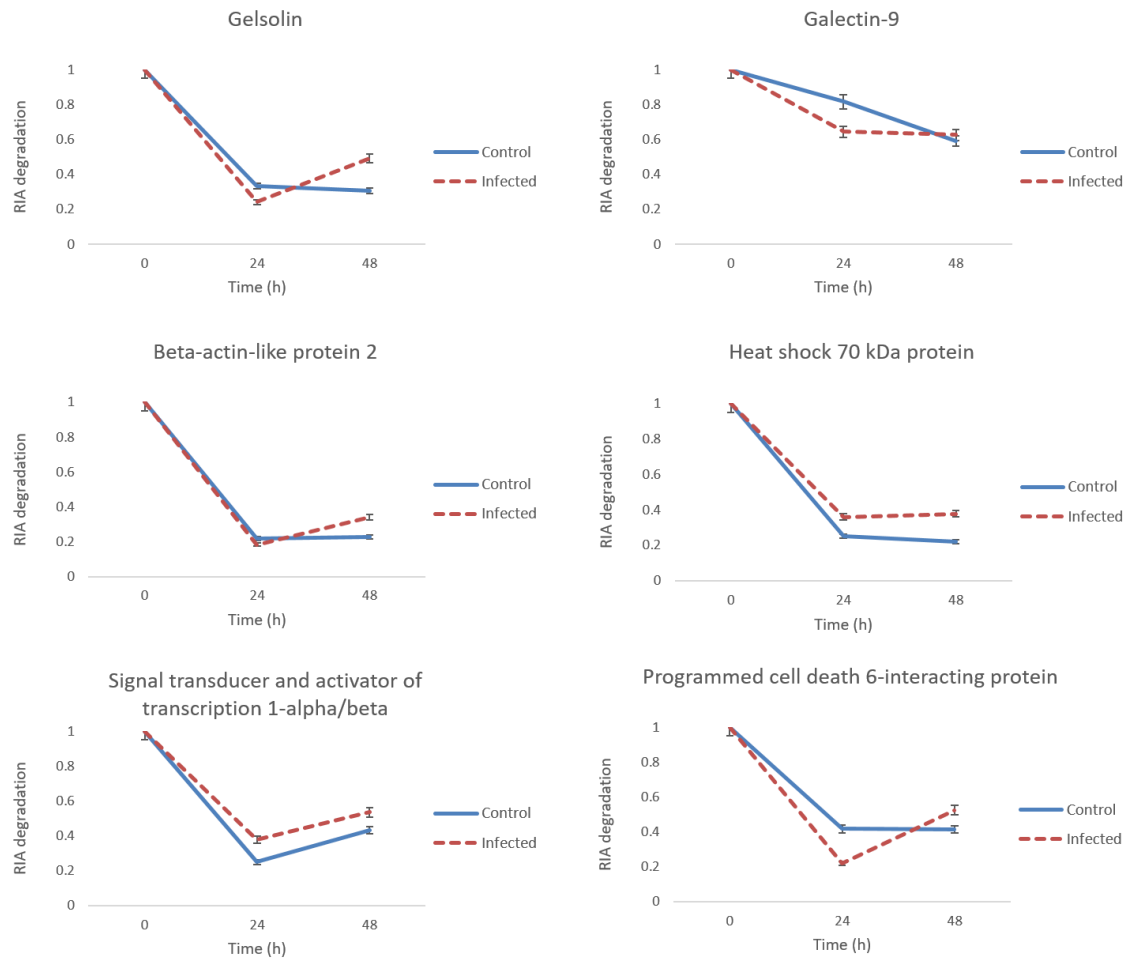 Gelsolin
1
0.8
0.6
0.4
0.2
0
RIA degradation
0
24
48
Time (h)
Control
Infected
Galectin-9
1
0.8
0.6
0.4
0.2
0
RIA degradation
0
24
48
Time (h)
Control
Infected
Beta-actin-like protein 2
1
0.8
0.6
0.4
0.2
0
RIA degradation
0
24
48
Time (h)
Control
Infected
Heat shock 70 kDa protein
1
0.8
0.6
0.4
0.2
0
RIA degradation
0
24
48
Time (h)
Control
Infected
Signal transducer and activator of
transcription 1-alpha/beta
1
0.8
0.6
0.4
0.2
0
RIA degradation
0
24
48
Time (h)
Control
Infected
Programmed cell death 6-interacting protein
1
0.8
0.6
0.4
0.2
0
RIA degradation
0
24
48
Time (h)
Control
Infected